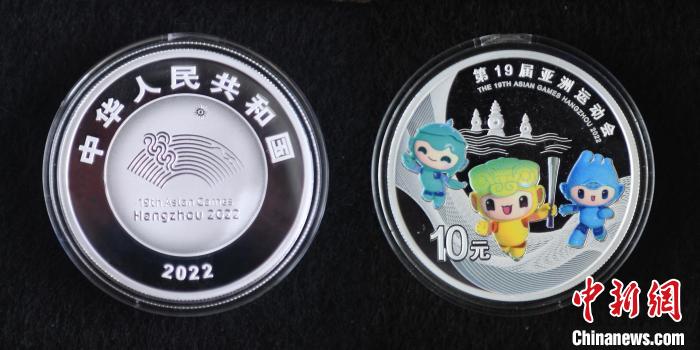 中华人民共和国
19th Asian Games
Hangzhou 2022
2022
第19届亚洲运动会
THE 19TH ASIAN GAMES HANGZHOU 2022
10元
中新网
Chinanews.com